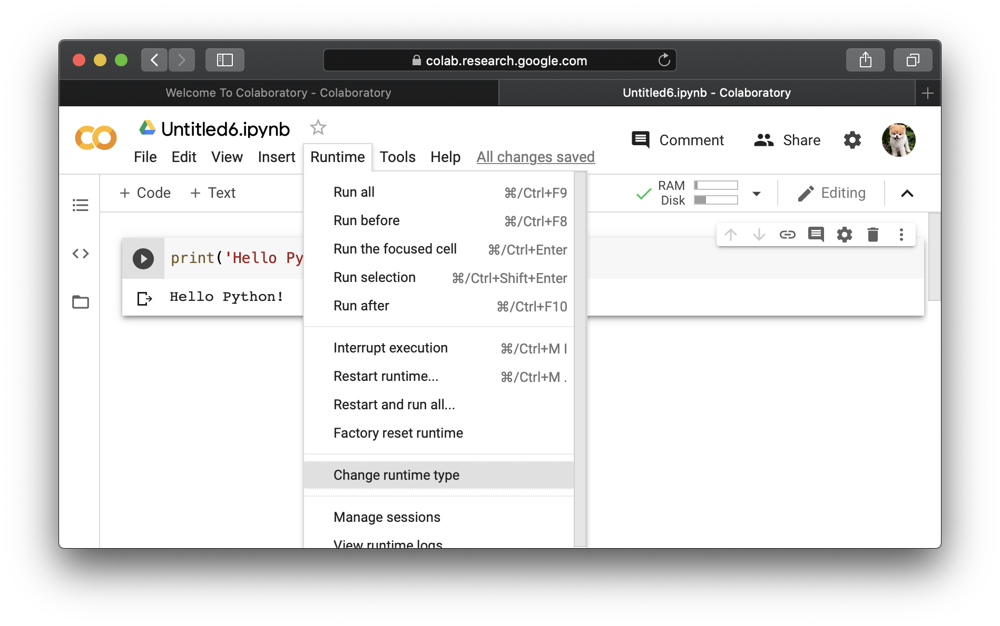 colab.research.google.com
Welcome To Colaboratory - Colaboratory
Untitled6.ipynb - Colaboratory
Untitled6.ipynb
Comment
Share
File Edit View Insert Runtime Tools Help All changes saved
+ Code + Text
RAM
Disk
Editing
print('Hello Py
Hello Python!
Run all ⌘/Ctrl+F9
Run before ⌘/Ctrl+F8
Run the focused cell ⌘/Ctrl+Enter
Run selection ⌘/Ctrl+Shift+Enter
Run after ⌘/Ctrl+F10
Interrupt execution ⌘/Ctrl+M I
Restart runtime... ⌘/Ctrl+M .
Restart and run all...
Factory reset runtime
Change runtime type
Manage sessions
View runtime logs